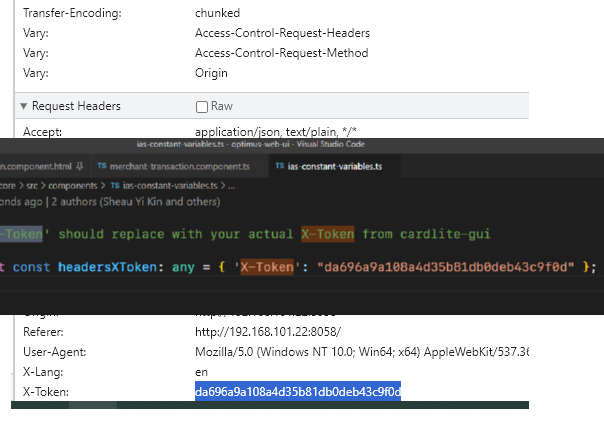 Transfer-Encoding: chunked
Vary: Access-Control-Request-Headers
Vary: Access-Control-Request-Method
Vary: Origin
▼ Request Headers Raw
Accept: application/json, text/plain, */*
ias-constant-variables.ts - optimus-web-ui - Visual Studio Code
n.component.html TS merchant-transaction.component.ts TS ias-constant-variables.ts
core > src > components > TS ias-constant-variables.ts > ...
onds ago | 2 authors (Sheau Yi Kin and others)
-Token' should replace with your actual X-Token from cardlite-gui
t const headersXToken: any = { 'X-Token': "da696a9a108a4d35b81db0deb43c9f0d" };
Referer: http://192.168.101.22:8058/
User-Agent: Mozilla/5.0 (Windows NT 10.0; Win64; x64) AppleWebKit/537.36
X-Lang: en
X-Token: da696a9a108a4d35b81db0deb43c9f0d